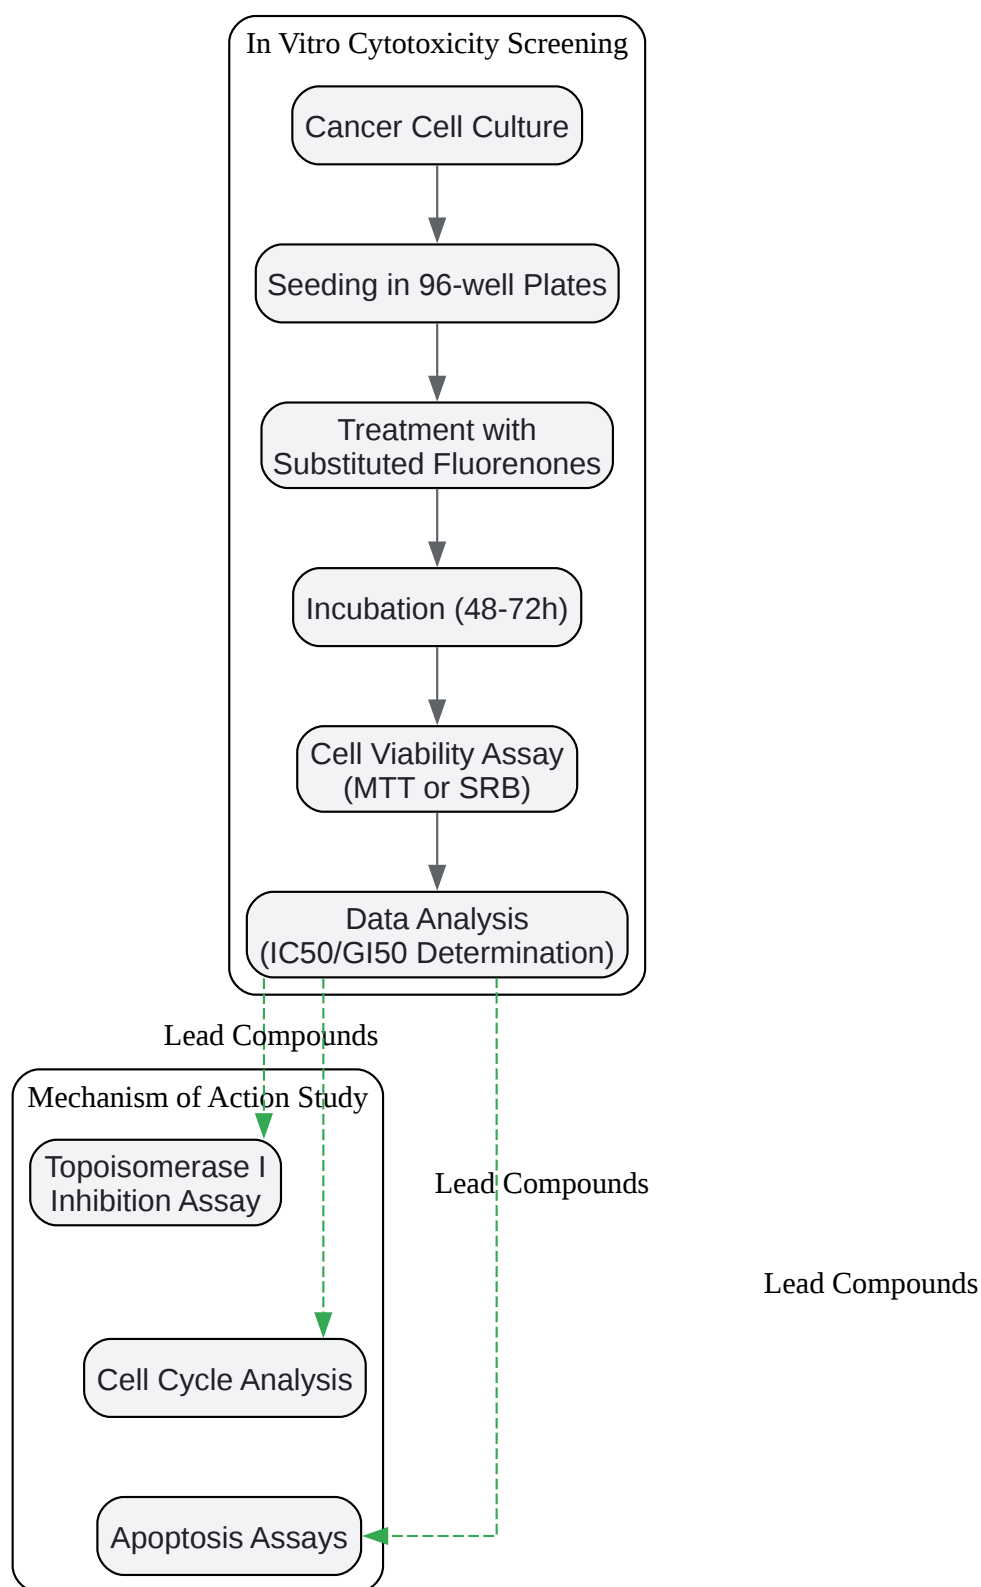 In Vitro Cytotoxicity Screening
Cancer Cell Culture
Seeding in 96-well Plates
Treatment with
Substituted Fluorenones
Incubation (48-72h)
Cell Viability Assay
(MTT or SRB)
Data Analysis
(IC50/GI50 Determination)
Lead Compounds
Mechanism of Action Study
Topoisomerase I
Inhibition Assay
Lead Compounds
Lead Compounds
Cell Cycle Analysis
Apoptosis Assays